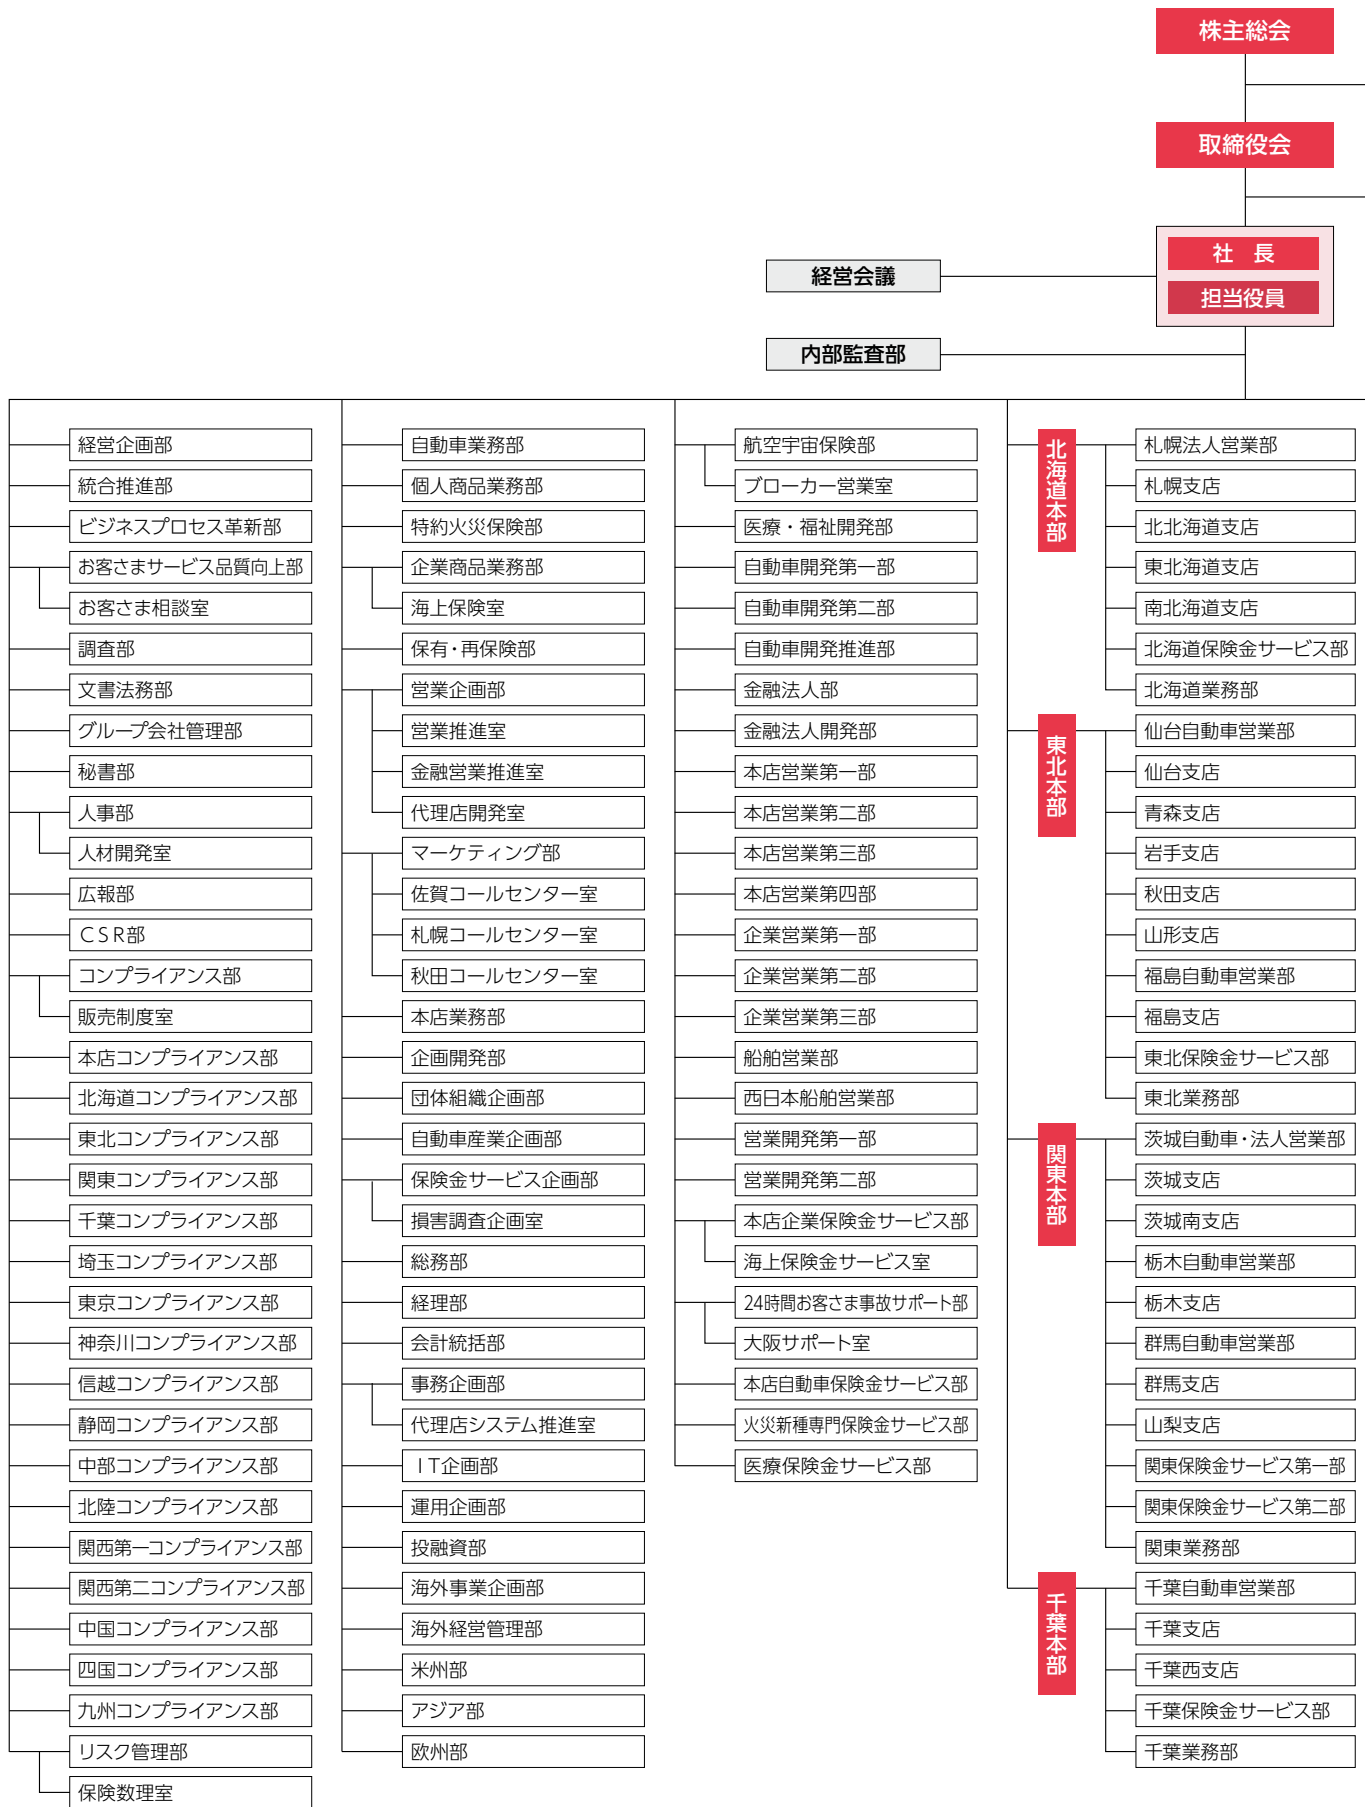 株主総会
取締役会
社　長
担当役員
経営会議
内部監査部
経営企画部
統合推進部
ビジネスプロセス革新部
お客さまサービス品質向上部
お客さま相談室
調査部
文書法務部
グループ会社管理部
秘書部
人事部
人材開発室
広報部
ＣＳＲ部
コンプライアンス部
販売制度室
本店コンプライアンス部
北海道コンプライアンス部
東北コンプライアンス部
関東コンプライアンス部
千葉コンプライアンス部
埼玉コンプライアンス部
東京コンプライアンス部
神奈川コンプライアンス部
信越コンプライアンス部
静岡コンプライアンス部
中部コンプライアンス部
北陸コンプライアンス部
関西第一コンプライアンス部
関西第二コンプライアンス部
中国コンプライアンス部
四国コンプライアンス部
九州コンプライアンス部
リスク管理部
保険数理室
自動車業務部
個人商品業務部
特約火災保険部
企業商品業務部
海上保険室
保有・再保険部
営業企画部
営業推進室
金融営業推進室
代理店開発室
マーケティング部
佐賀コールセンター室
札幌コールセンター室
秋田コールセンター室
本店業務部
企画開発部
団体組織企画部
自動車産業企画部
保険金サービス企画部
損害調査企画室
総務部
経理部
会計統括部
事務企画部
代理店システム推進室
ＩＴ企画部
運用企画部
投融資部
海外事業企画部
海外経営管理部
米州部
アジア部
欧州部
航空宇宙保険部
ブローカー営業室
医療・福祉開発部
自動車開発第一部
自動車開発第二部
自動車開発推進部
金融法人部
金融法人開発部
本店営業第一部
本店営業第二部
本店営業第三部
本店営業第四部
企業営業第一部
企業営業第二部
企業営業第三部
船舶営業部
西日本船舶営業部
営業開発第一部
営業開発第二部
本店企業保険金サービス部
海上保険金サービス室
24時間お客さま事故サポート部
大阪サポート室
本店自動車保険金サービス部
火災新種専門保険金サービス部
医療保険金サービス部
北海道本部
札幌法人営業部
札幌支店
北北海道支店
東北海道支店
南北海道支店
北海道保険金サービス部
北海道業務部
東北本部
仙台自動車営業部
仙台支店
青森支店
岩手支店
秋田支店
山形支店
福島自動車営業部
福島支店
東北保険金サービス部
東北業務部
関東本部
茨城自動車・法人営業部
茨城支店
茨城南支店
栃木自動車営業部
栃木支店
群馬自動車営業部
群馬支店
山梨支店
関東保険金サービス第一部
関東保険金サービス第二部
関東業務部
千葉本部
千葉自動車営業部
千葉支店
千葉西支店
千葉保険金サービス部
千葉業務部